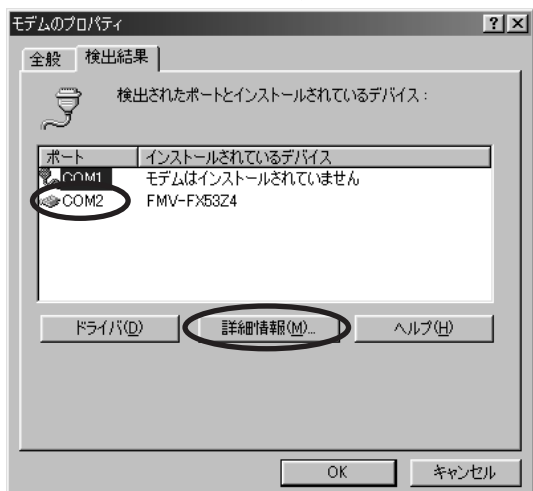 モデムのプロパティ
全般 検出結果
検出されたポートとインストールされているデバイス:
ポート インストールされているデバイス
COM1 モデムはインストールされていません
COM2 FMV-FX53Z4
ドライバ(D) 詳細情報(M)... ヘルプ(H)
OK キャンセル